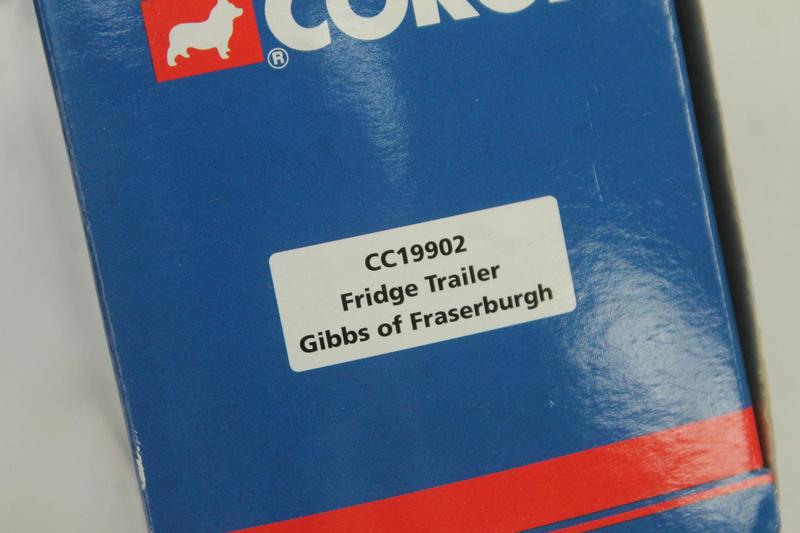 ®
CC19902
Fridge Trailer
Gibbs of Fraserburgh